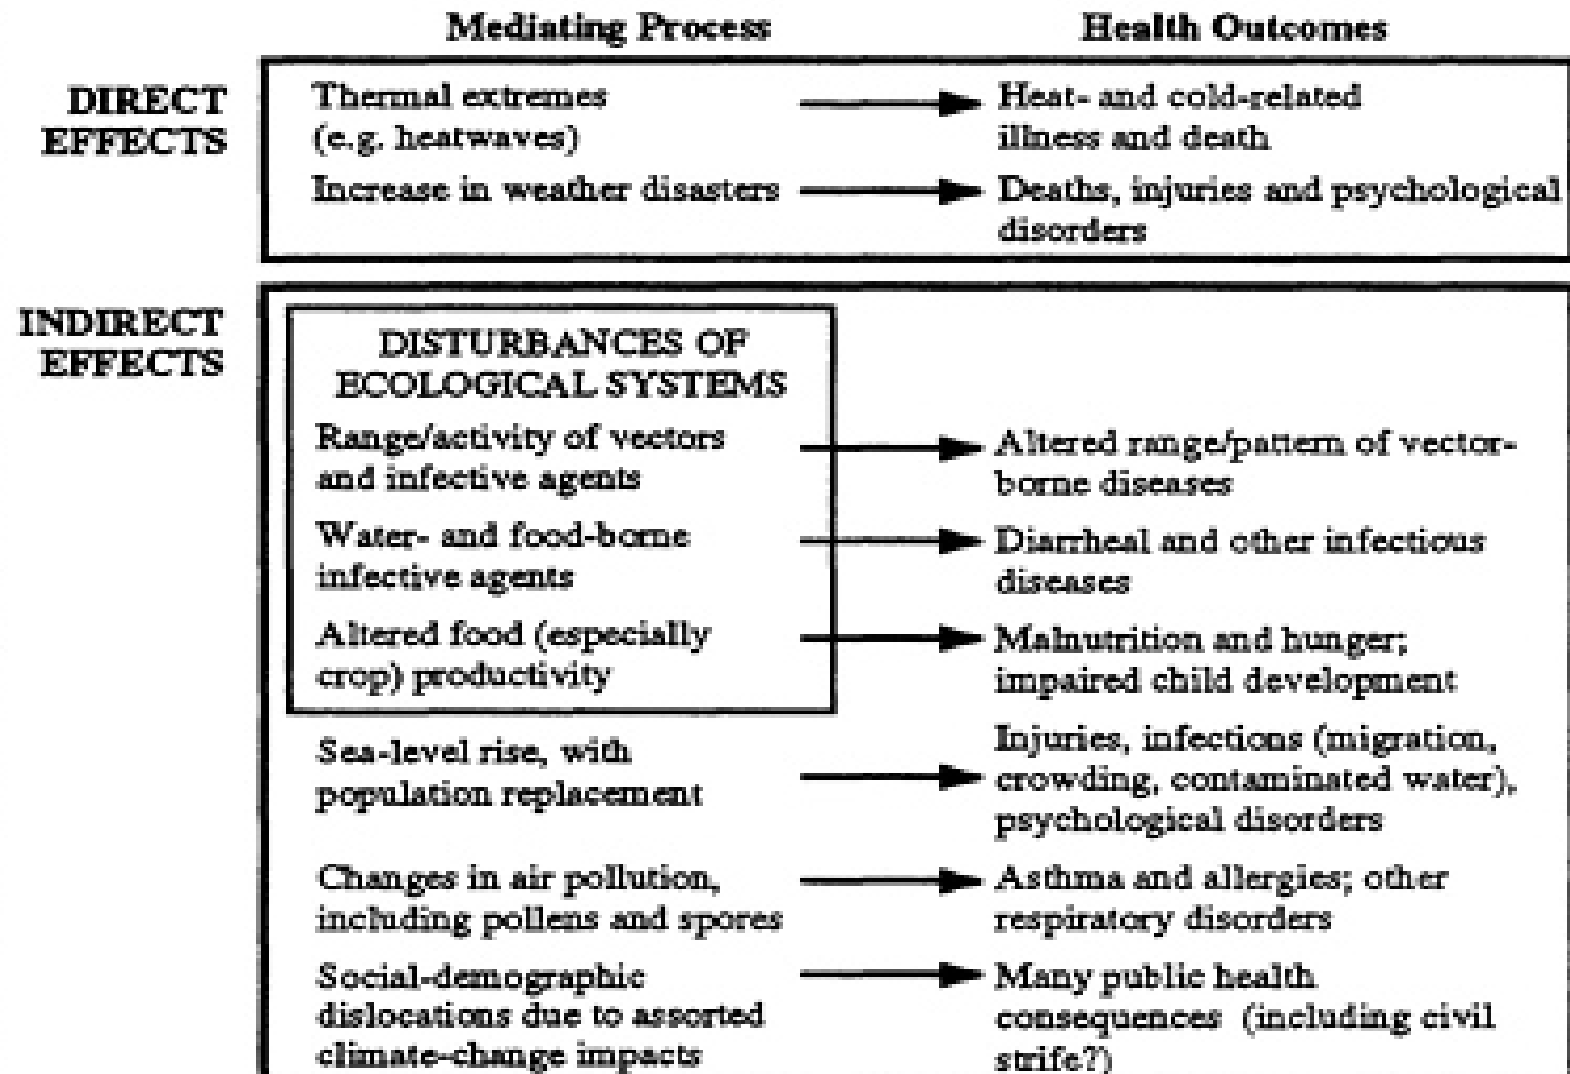 Mediating Process Health Outcomes
DIRECT
EFFECTS
Thermal extremes
(e.g. heatwaves)
Heat- and cold-related
illness and death
Increase in weather disasters
Deaths, injuries and psychological
disorders
INDIRECT
EFFECTS
DISTURBANCES OF
ECOLOGICAL SYSTEMS
Range/activity of vectors
and infective agents
Altered range/pattern of vector-
borne diseases
Water- and food-borne
infective agents
Diarrheal and other infectious
diseases
Altered food (especially
crop) productivity
Malnutrition and hunger;
impaired child development
Sea-level rise, with
population replacement
Injuries, infections (migration,
crowding, contaminated water),
psychological disorders
Changes in air pollution,
including pollens and spores
Asthma and allergies; other
respiratory disorders
Social-demographic
dislocations due to assorted
climate-change impacts
Many public health
consequences (including civil
strife?)